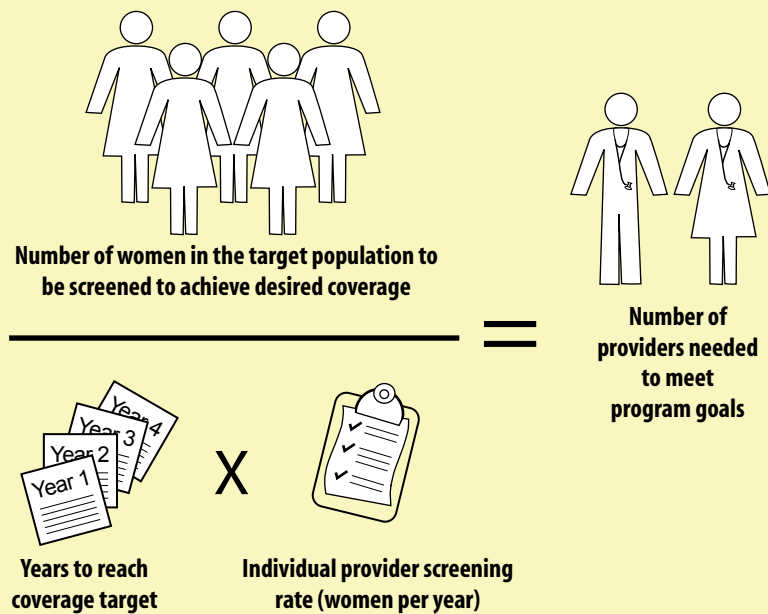 Number of women in the target population to
be screened to achieve desired coverage
=
Number of
providers needed
to meet
program goals
Year 1
Year 2
Year 3
Year 4
X
Years to reach
coverage target
Individual provider screening
rate (women per year)